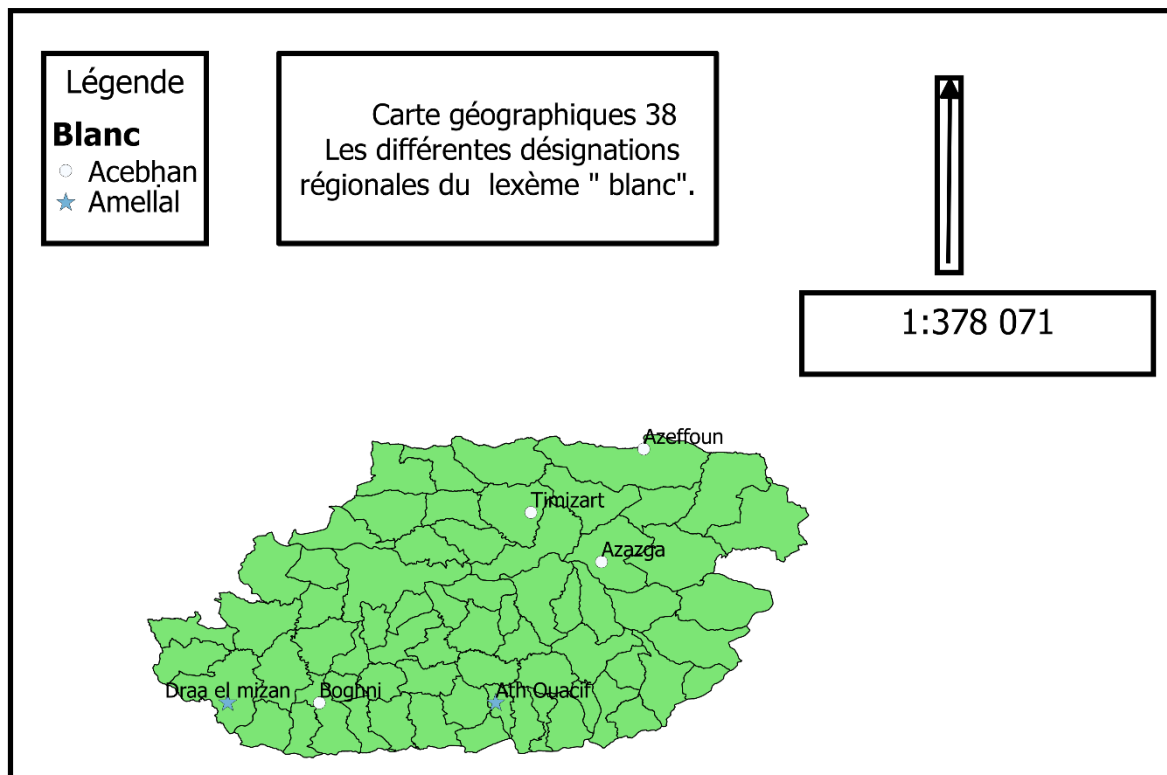 Légende
Blanc
Acebḥan
Amellal
Carte géographiques 38
Les différentes désignations
régionales du lexème " blanc".
1:378 071
Azeffoun
Timizart
Azazga
Draa el mizan
Boghni
Ath Ouacif